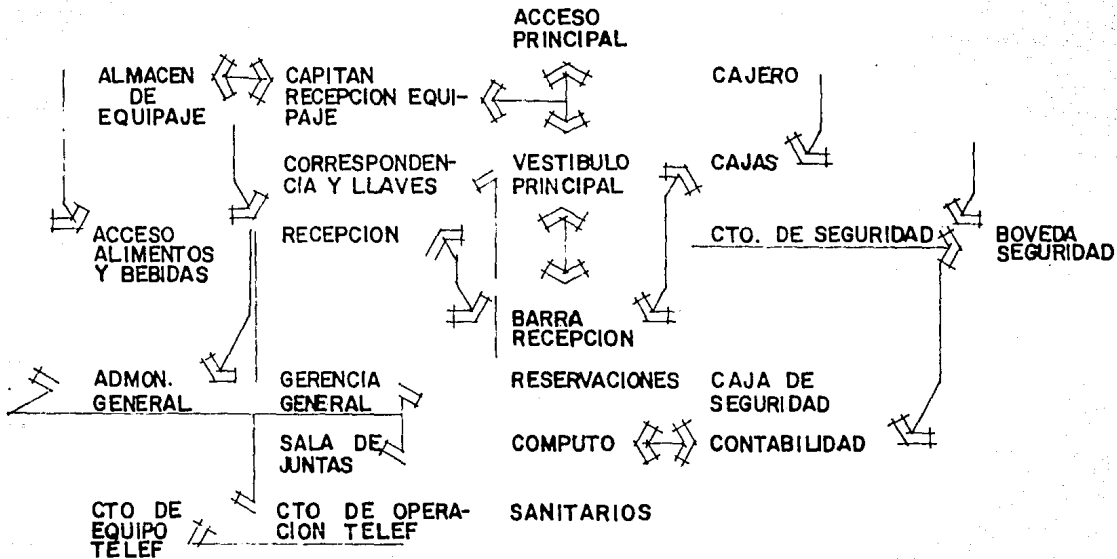 ACCESO
PRINCIPAL
ALMACEN
DE
EQUIPAJE
CAPITAN
RECEPCION EQUI-
PAJE
CAJERO
CORRESPONDEN-
CIA Y LLAVES
VESTIBULO
PRINCIPAL
CAJAS
ACCESO
ALIMENTOS
Y BEBIDAS
RECEPCION
CTO. DE SEGURIDAD
BOVEDA
SEGURIDAD
BARRA
RECEPCION
ADMON.
GENERAL
GERENCIA
GENERAL
RESERVACIONES
CAJA DE
SEGURIDAD
SALA DE
JUNTAS
COMPUTO
CONTABILIDAD
CTO DE
EQUIPO
TELEF
CTO DE OPERA-
CION TELEF
SANITARIOS